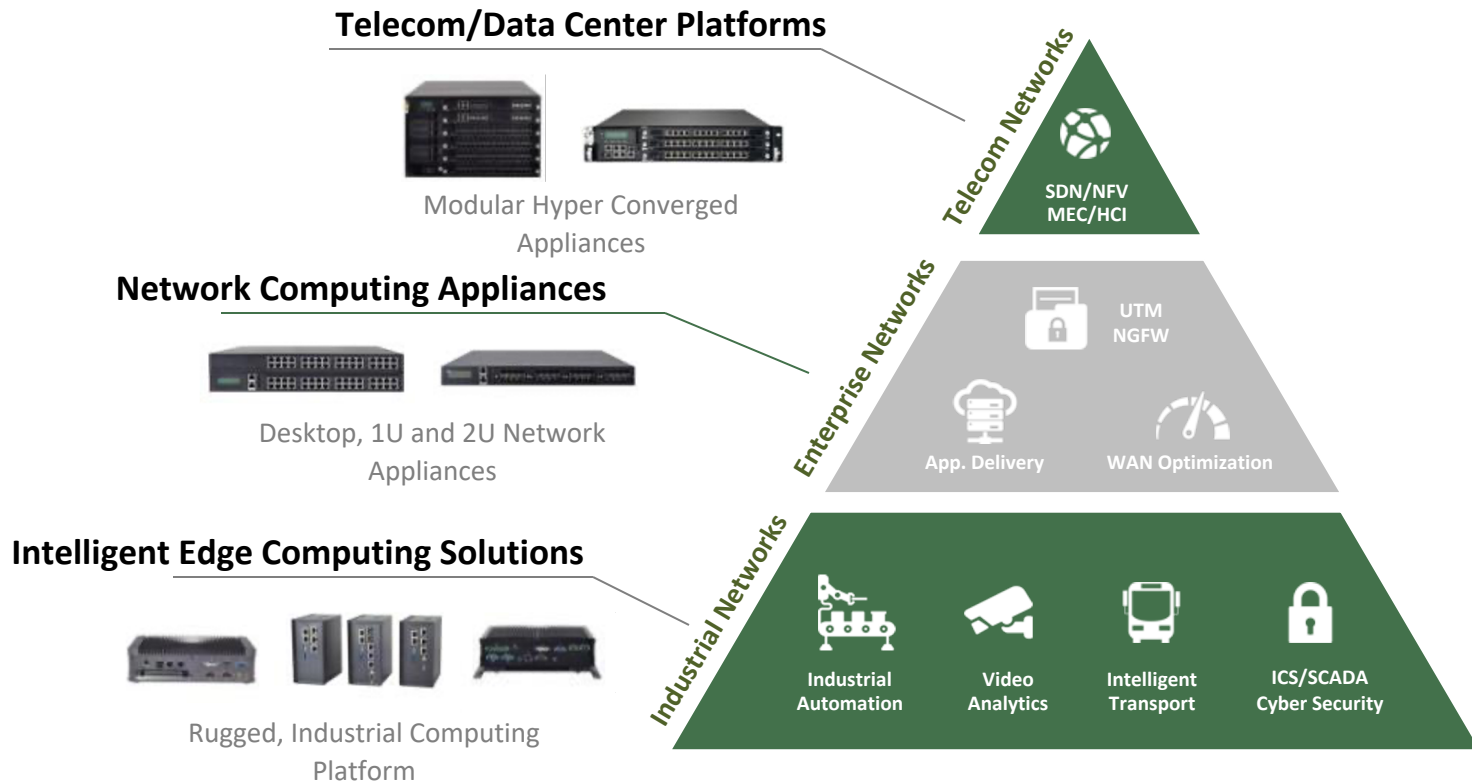 Telecom/Data Center Platforms
Modular Hyper Converged
Appliances
Telecom Networks
SDN/NFV
MEC/HCI
Network Computing Appliances
Desktop, 1U and 2U Network
Appliances
Enterprise Networks
UTM
NGFW
App. Delivery
WAN Optimization
Intelligent Edge Computing Solutions
Rugged, Industrial Computing
Platform
Industrial Networks
Industrial
Automation
Video
Analytics
Intelligent
Transport
ICS/SCADA
Cyber Security